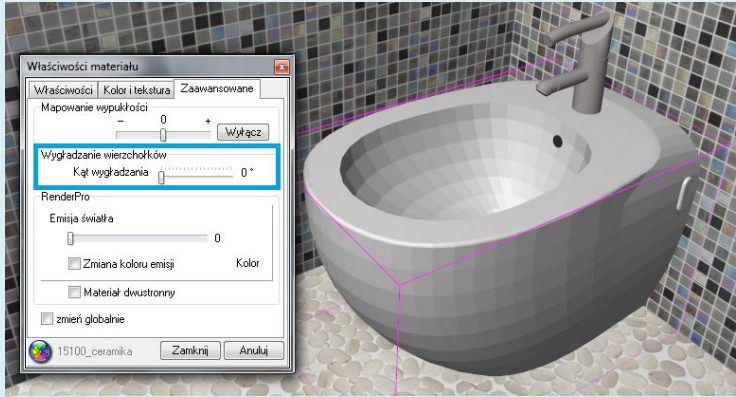 Właściwości materiału
Właściwości Kolor i tekstura Zaawansowane
Mapowanie wypukłości
- 0 +
Wyłącz
Wygładzanie wierzchołków
Kąt wygładzania 0 °
RenderPro
Emisja światła
0
Zmiana koloru emisji Kolor
Materiał dwustronny
zmień globalnie
15100_ceramika Zamknij Anuluj